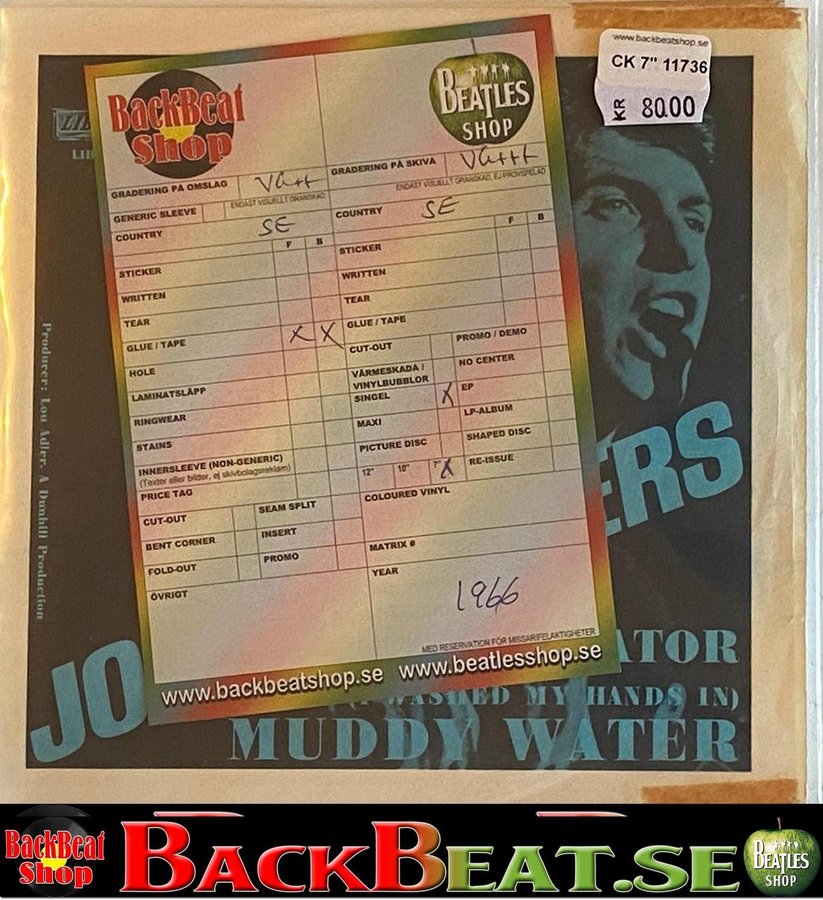 www.backbeatshop.se
CK 7" 11736
KR 80.00
BackBeat
Shop
BEATLES
SHOP
GRADERING PÅ OMSLAG VG++
GRADERING PÅ SKIVA VG+++
ENDAST VISUELLT GRANSKAD
ENDAST VISUELLT GRANSKAD, EJ PROVSPELAD
GENERIC SLEEVE
COUNTRY SE
COUNTRY SE
F B
F B
STICKER
STICKER
WRITTEN
WRITTEN
TEAR
TEAR
GLUE / TAPE X X
GLUE / TAPE
HOLE
CUT-OUT
PROMO / DEMO
LAMINATSLÄPP
VÄRMESKADA /
VINYLBUBBLOR
NO CENTER
RINGWEAR
SINGEL X
EP
STAINS
MAXI
LP-ALBUM
INNERSLEEVE (NON-GENERIC)
(Texter eller bilder, ej skivbolagsreklam)
PICTURE DISC
SHAPED DISC
PRICE TAG
12" 10" 7" X
RE-ISSUE
CUT-OUT
SEAM SPLIT
COLOURED VINYL
BENT CORNER
INSERT
FOLD-OUT
PROMO
MATRIX #
ÖVRIGT
YEAR
1966
MED RESERVATION FÖR MISSAR/FELAKTIGHETER
www.backbeatshop.se www.beatlesshop.se
LIB
Producer: Lou Adler. A Dunhill Production
JO
ERS
ATOR
WASHED MY HANDS IN)
MUDDY WATER
BackBeat
Shop
BACKBEAT.SE
BEATLES
SHOP